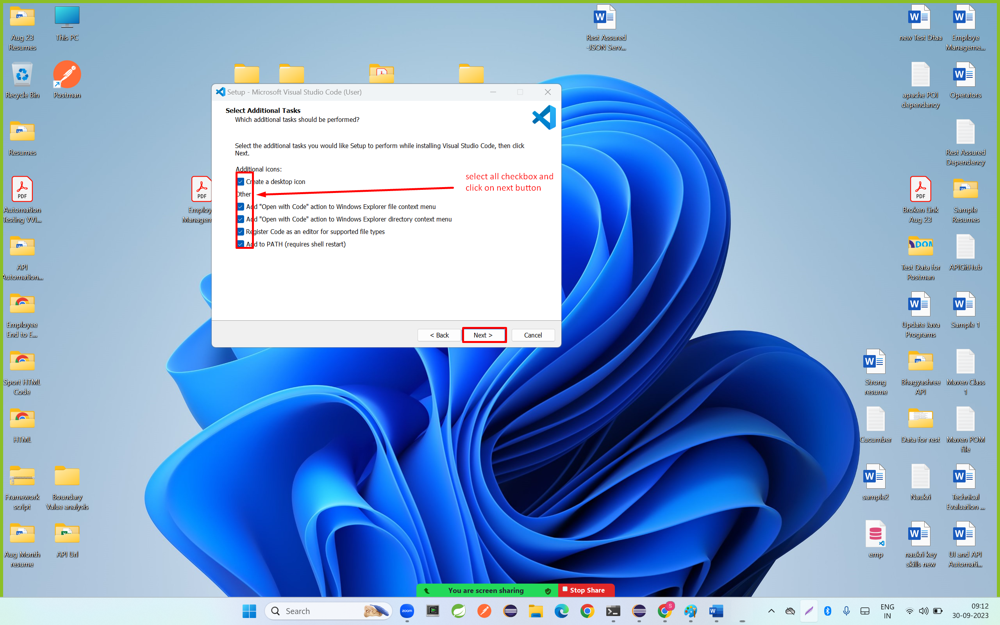 Aug 23
Resumes
This PC
Rest Assured
-JSON Serv...
new Test Dtaa
Employe
Manageme...
Recycle Bin
Postman
apache POI
dependancy
Operators
Setup - Microsoft Visual Studio Code (User)
Select Additional Tasks
Which additional tasks should be performed?
Select the additional tasks you would like Setup to perform while installing Visual Studio Code, then click
Next.
Additional icons:
Create a desktop icon
Other
Add "Open with Code" action to Windows Explorer file context menu
Add "Open with Code" action to Windows Explorer directory context menu
Register Code as an editor for supported file types
Add to PATH (requires shell restart)
select all checkbox and
click on next button
< Back
Next >
Cancel
Resumes
Rest Assured
Dependency
PDF
Automation
Testing VVI...
PDF
Employ
Managem
PDF
Broken Link
Aug 23
Sample
Resumes
API
Automation...
DOM
Test Data for
Postman
APIGitHub
Employee
End to E...
Update Java
Programs
Sample 1
Sport HTML
Code
Strong
resume
Bhagyashree
API
Maven Class
1
HTML
Cucumber
Data for rest
Maven POM
file
Framework
script
Boundary
Value analysis
sample2
Naukri
Technical
Evaluation ...
Aug Month
resume
API Url
emp
naukri key
skills new
UI and API
Automati...
You are screen sharing
Stop Share
Search
zoom
S
ENG
IN
09:12
30-09-2023